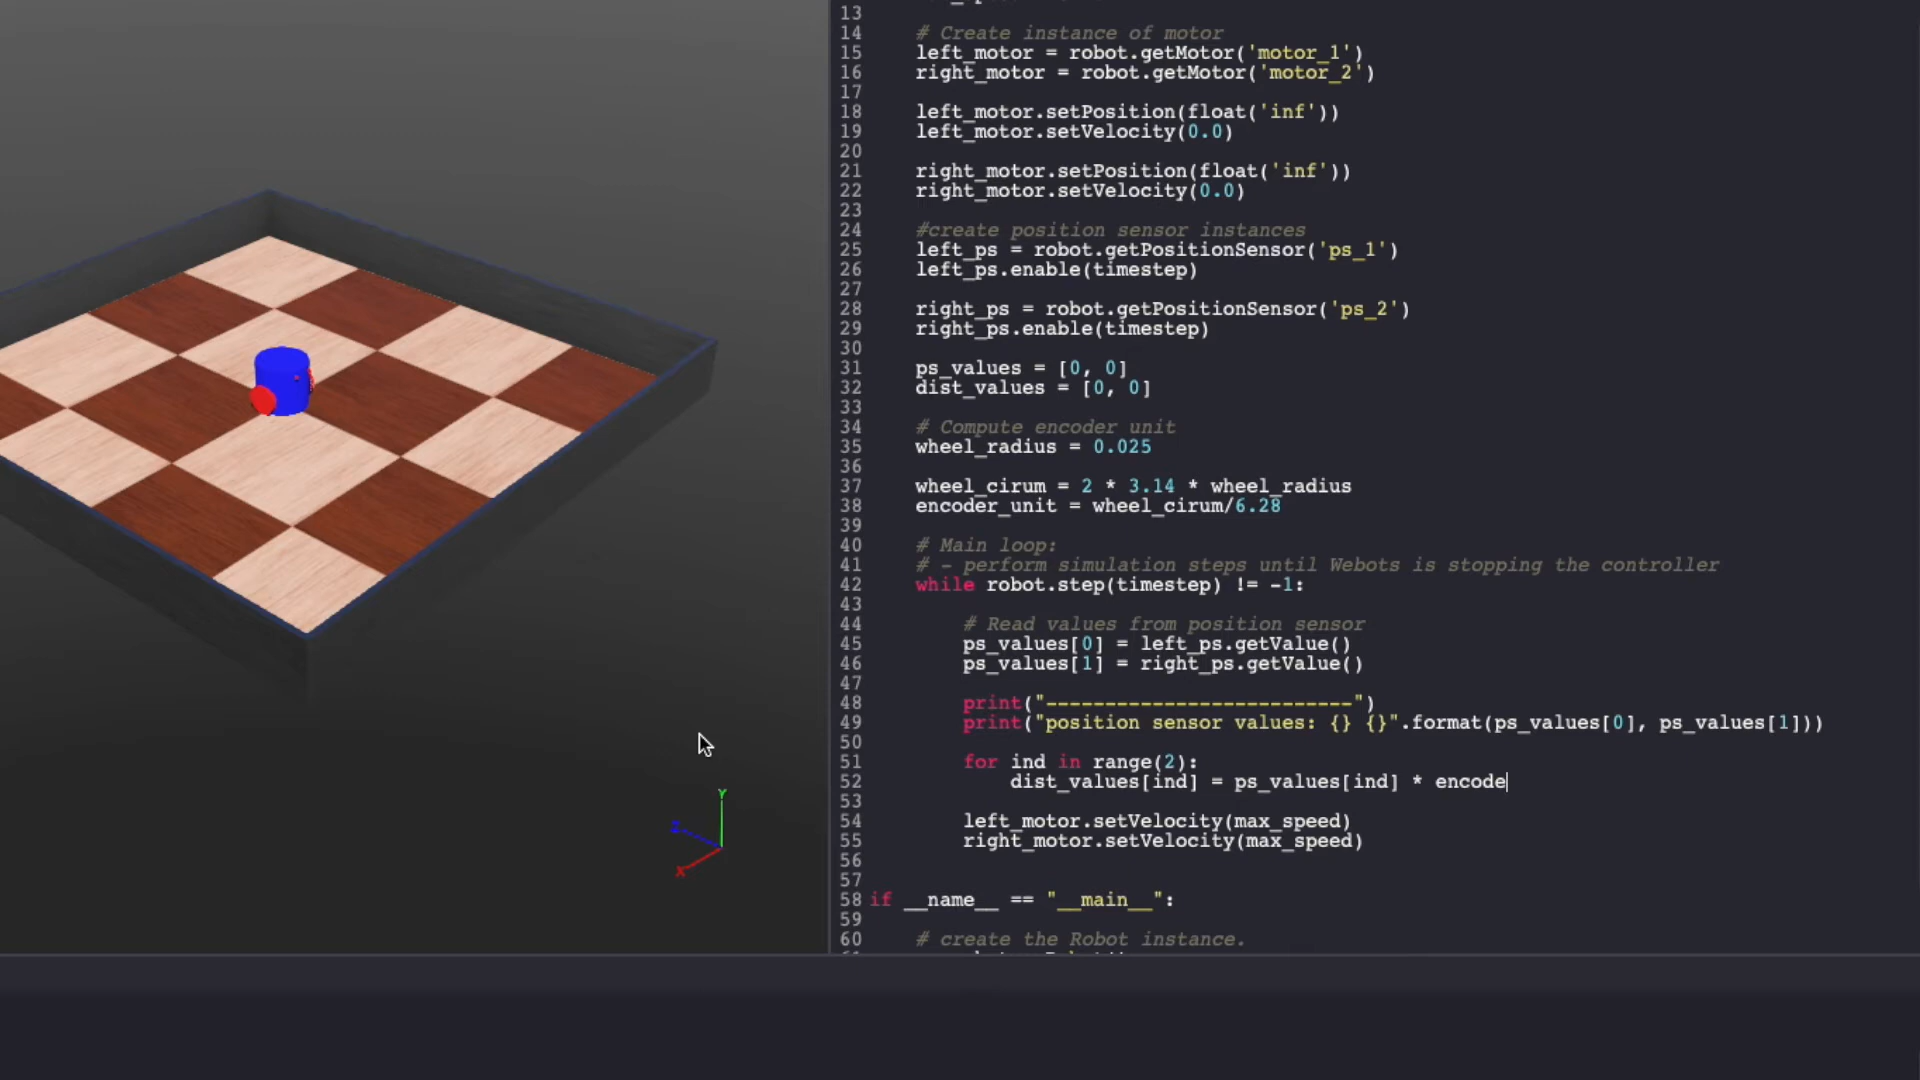 13
14 # Create instance of motor
15 left_motor = robot.getMotor('motor_1')
16 right_motor = robot.getMotor('motor_2')
17
18 left_motor.setPosition(float('inf'))
19 left_motor.setVelocity(0.0)
20
21 right_motor.setPosition(float('inf'))
22 right_motor.setVelocity(0.0)
23
24 #create position sensor instances
25 left_ps = robot.getPositionSensor('ps_1')
26 left_ps.enable(timestep)
27
28 right_ps = robot.getPositionSensor('ps_2')
29 right_ps.enable(timestep)
30
31 ps_values = [0, 0]
32 dist_values = [0, 0]
33
34 # Compute encoder unit
35 wheel_radius = 0.025
36
37 wheel_cirum = 2 * 3.14 * wheel_radius
38 encoder_unit = wheel_cirum/6.28
39
40 # Main loop:
41 # - perform simulation steps until Webots is stopping the controller
42 while robot.step(timestep) != -1:
43
44 # Read values from position sensor
45 ps_values[0] = left_ps.getValue()
46 ps_values[1] = right_ps.getValue()
47
48 print("--------------------------")
49 print("position sensor values: {} {}".format(ps_values[0], ps_values[1]))
50
51 for ind in range(2):
52 dist_values[ind] = ps_values[ind] * encode
53
54 left_motor.setVelocity(max_speed)
55 right_motor.setVelocity(max_speed)
56
57
58 if __name__ == "__main__":
59
60 # create the Robot instance.
Y
Z
X